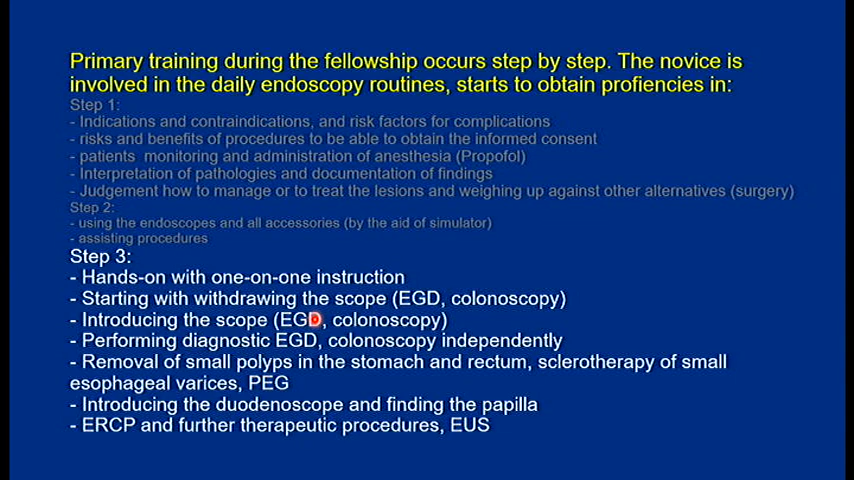 Primary training during the fellowship occurs step by step. The novice is
involved in the daily endoscopy routines, starts to obtain profiencies in:
Step 1:
- Indications and contraindications, and risk factors for complications
- risks and benefits of procedures to be able to obtain the informed consent
- patients  monitoring and administration of anesthesia (Propofol)
- Interpretation of pathologies and documentation of findings
- Judgement how to manage or to treat the lesions and weighing up against other alternatives (surgery)
Step 2:
- using the endoscopes and all accessories (by the aid of simulator)
- assisting procedures
Step 3:
- Hands-on with one-on-one instruction
- Starting with withdrawing the scope (EGD, colonoscopy)
- Introducing the scope (EGD, colonoscopy)
- Performing diagnostic EGD, colonoscopy independently
- Removal of small polyps in the stomach and rectum, sclerotherapy of small
esophageal varices, PEG
- Introducing the duodenoscope and finding the papilla
- ERCP and further therapeutic procedures, EUS